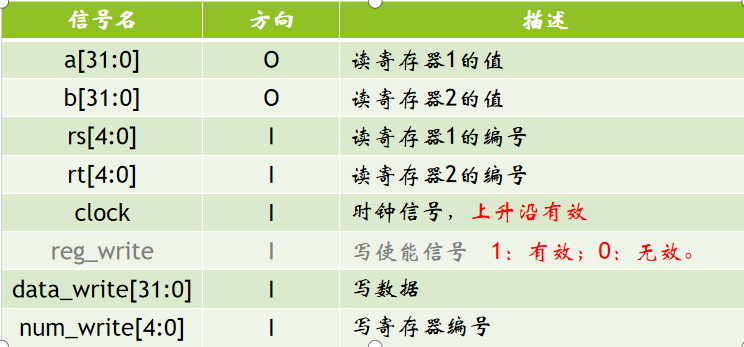 信号名 方向 描述
a[31:0] O 读寄存器1的值
b[31:0] O 读寄存器2的值
rs[4:0] I 读寄存器1的编号
rt[4:0] I 读寄存器2的编号
clock I 时钟信号，上升沿有效
reg_write I 写使能信号 1：有效；0：无效。
data_write[31:0] I 写数据
num_write[4:0] I 写寄存器编号